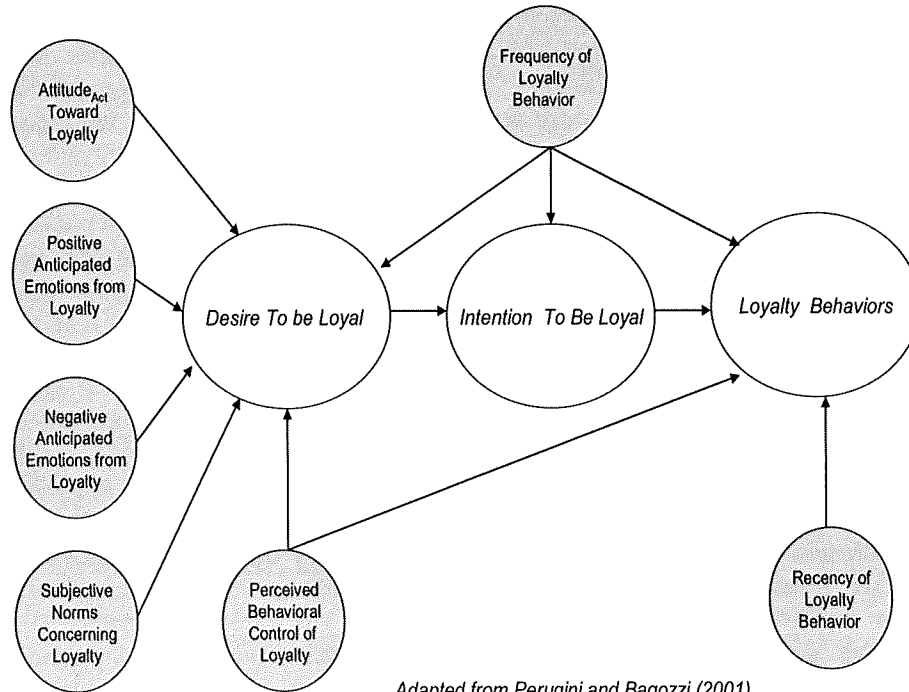 Attitude Act
Toward
Loyalty
Frequency of
Loyalty
Behavior
Positive
Anticipated
Emotions from
Loyalty
Desire To be Loyal
Intention To Be Loyal
Loyalty Behaviors
Negative
Anticipated
Emotions from
Loyalty
Subjective
Norms
Concerning
Loyalty
Perceived
Behavioral
Control of
Loyalty
Recency of
Loyalty
Behavior
Adapted from Perugini and Bagozzi (2001)